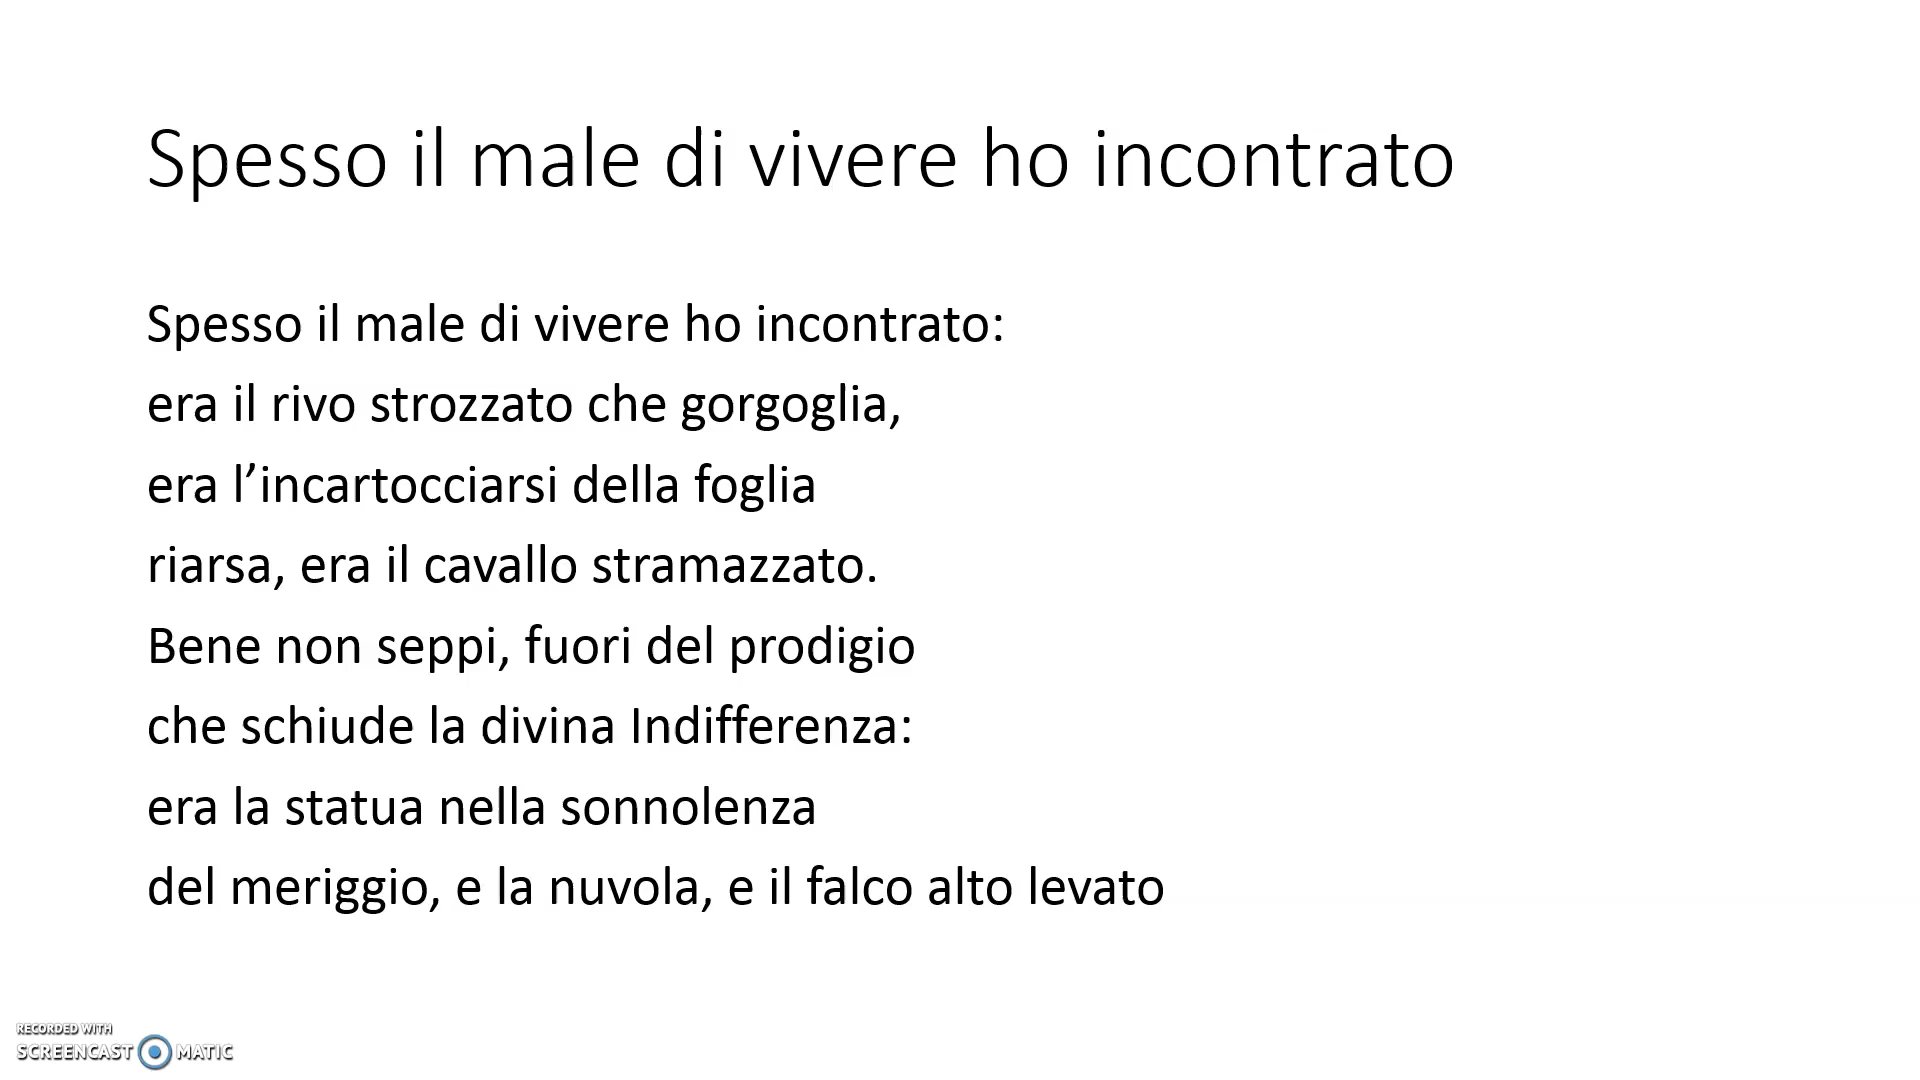 Spesso il male di vivere ho incontrato
Spesso il male di vivere ho incontrato:
era il rivo strozzato che gorgoglia,
era l’incartocciarsi della foglia
riarsa, era il cavallo stramazzato.
Bene non seppi, fuori del prodigio
che schiude la divina Indifferenza:
era la statua nella sonnolenza
del meriggio, e la nuvola, e il falco alto levato
RECORDED WITH
SCREENCAST MATIC